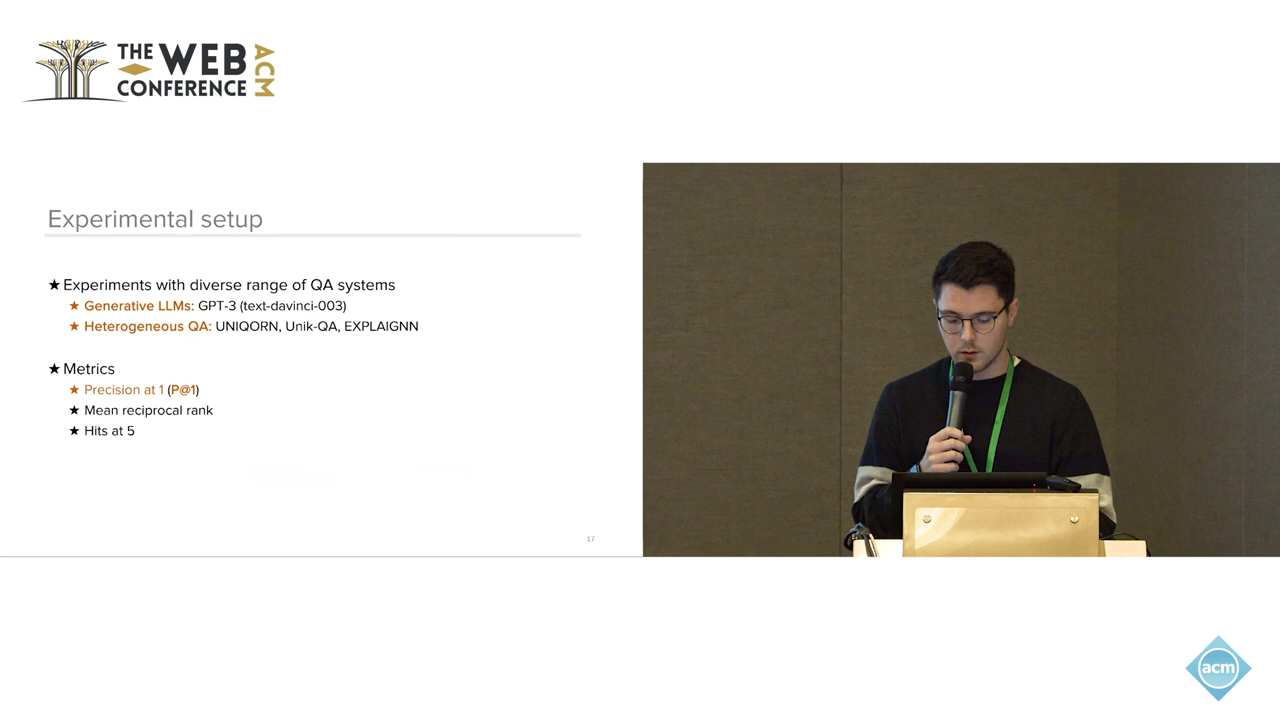 THE WEB
CONFERENCE
ACM
Experimental setup
★ Experiments with diverse range of QA systems
★ Generative LLMs: GPT-3 (text-davinci-003)
★ Heterogeneous QA: UNIQORN, Unik-QA, EXPLAIGNN
★ Metrics
★ Precision at 1 (P@1)
★ Mean reciprocal rank
★ Hits at 5
17
acm